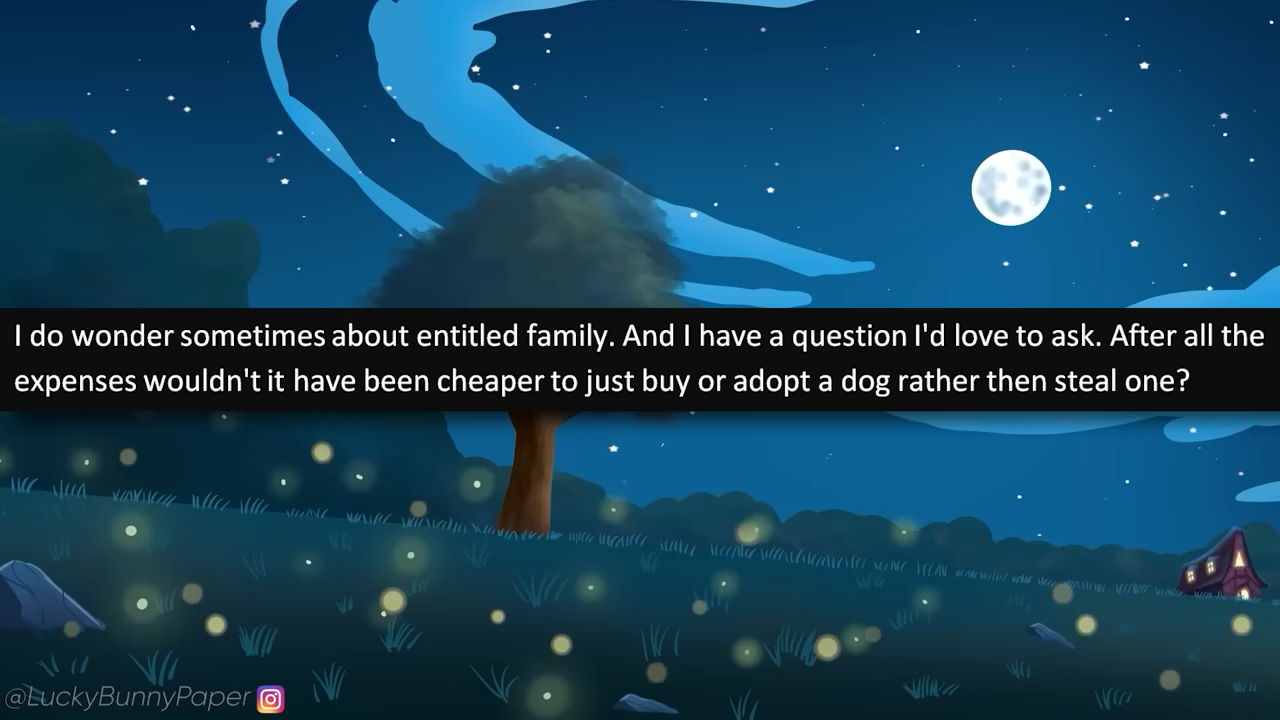 I do wonder sometimes about entitled family. And I have a question I'd love to ask. After all the
expenses wouldn't it have been cheaper to just buy or adopt a dog rather then steal one?
@LuckyBunnyPaper